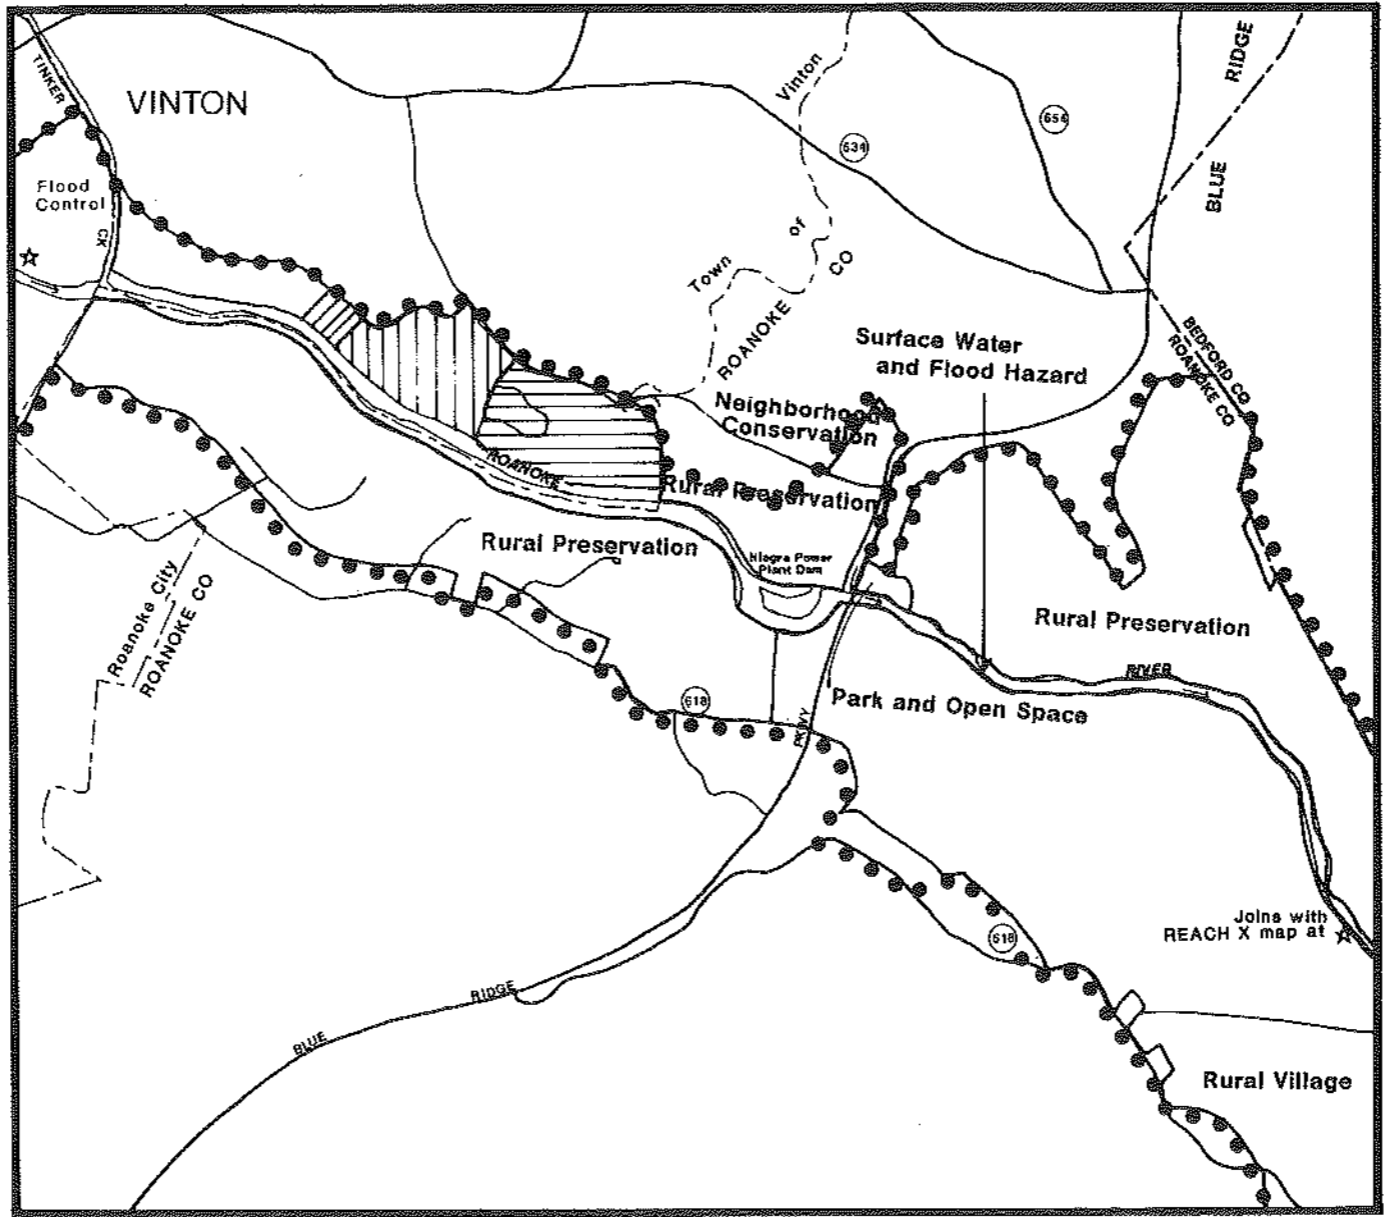 RIDGE
BLUE
TINKER
VINTON
Vinton
634
654
Flood
Control
CK
of
Town
CO
ROANOKE
Surface Water
and Flood Hazard
BEDFORD CO
ROANOKE CO
Neighborhood
Conservation
ROANOKE
Rural Preservation
Rural Preservation
Niagra Power
Plant Dam
Roanoke City
ROANOKE CO
Rural Preservation
RIVER
618
Park and Open Space
PKWY
Joins with
REACH X map at
618
RIDGE
BLUE
Rural Village